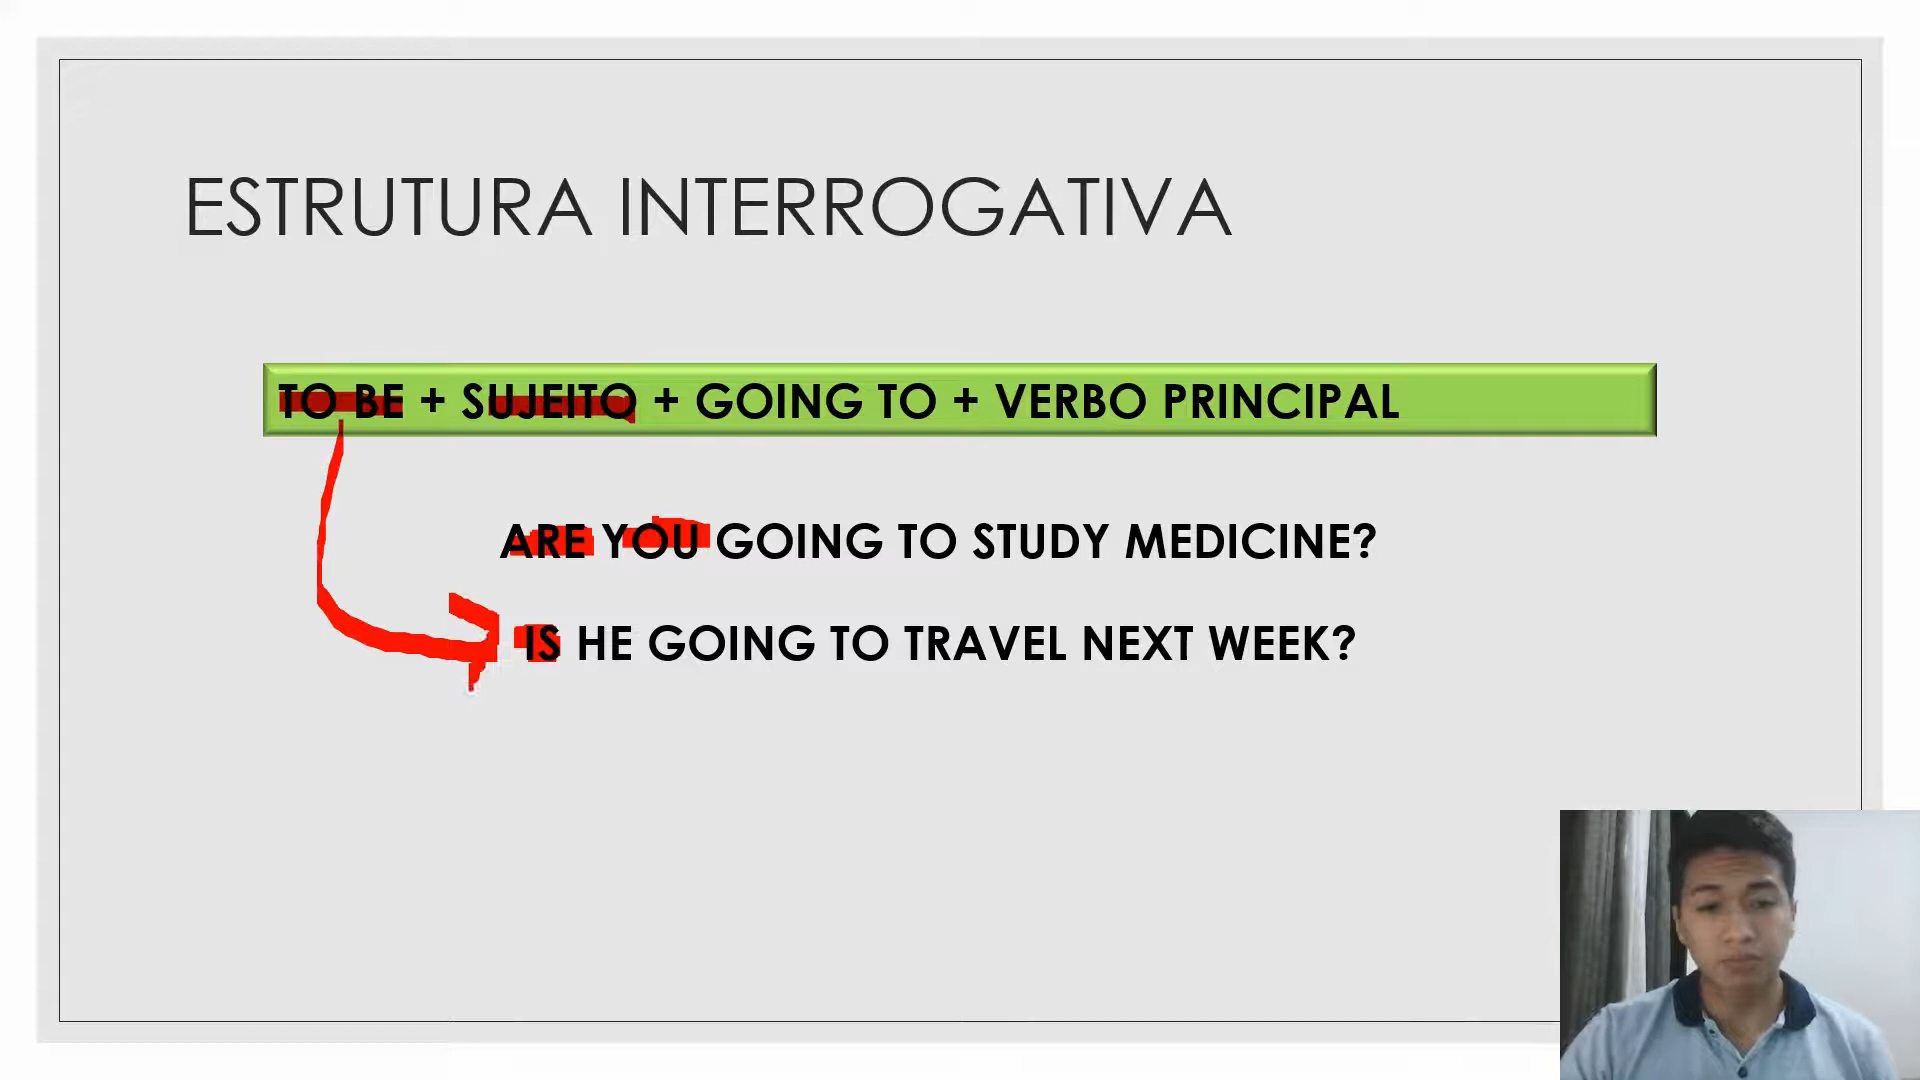 ESTRUTURA INTERROGATIVA
TO BE + SUJEITO + GOING TO + VERBO PRINCIPAL
ARE YOU GOING TO STUDY MEDICINE?
IS HE GOING TO TRAVEL NEXT WEEK?